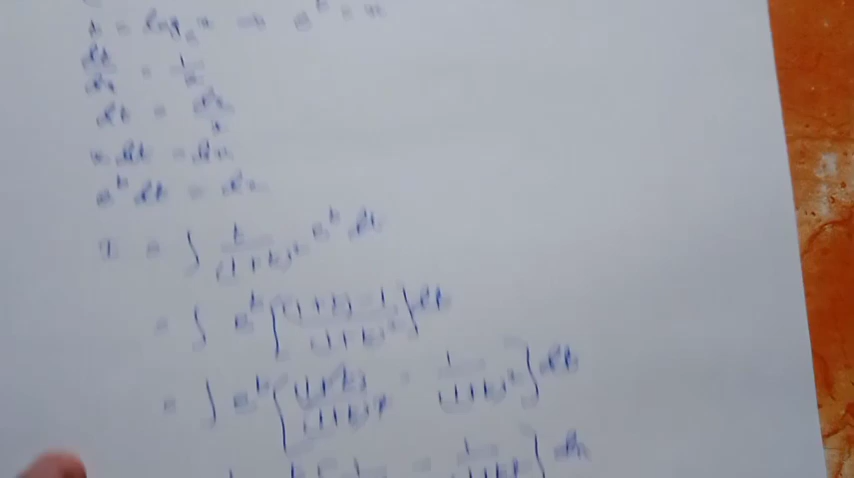 t = log_e x ⇒ e^t = x
dt/dx = 1/x
dt = dx/x
x dt = dx
e^t dt = dx
I = ∫ t/(1+t)² e^t dt
= ∫ e^t [((1+t) - 1)/(1+t)²] dt
= ∫ e^t [(1+t)/(1+t)² - 1/(1+t)²] dt